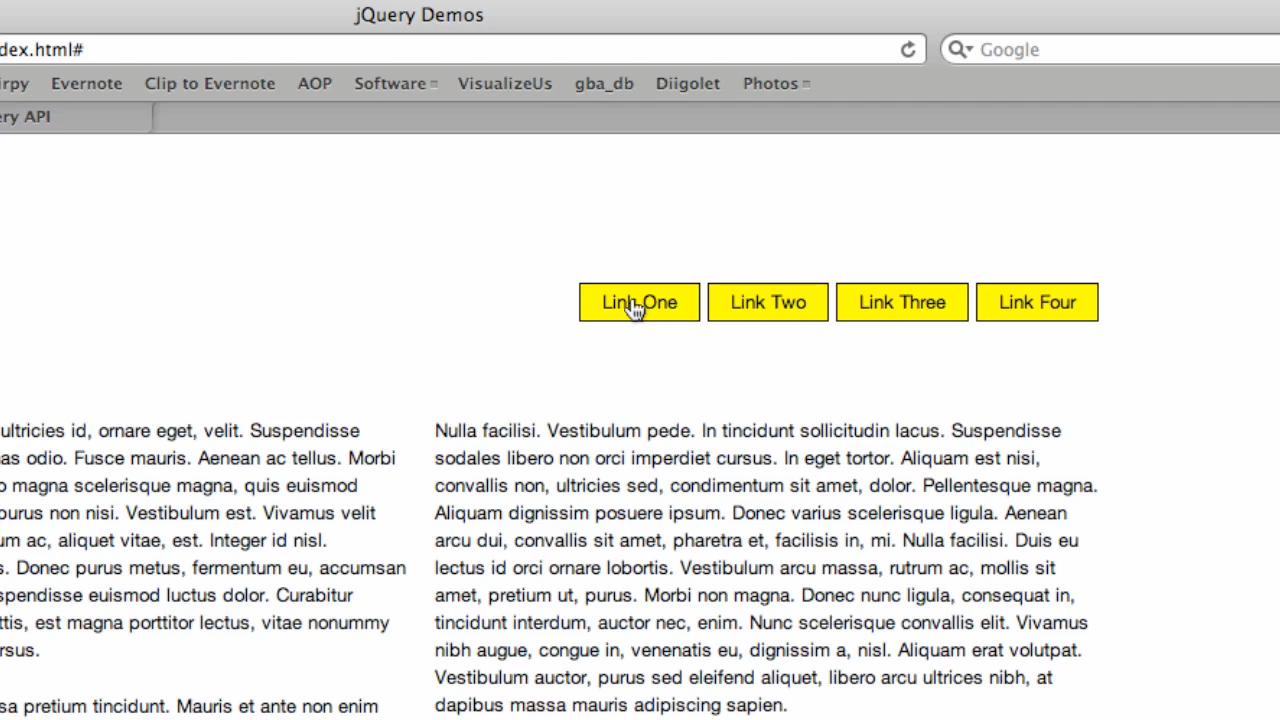 jQuery Demos
dex.html#
Google
irpy Evernote Clip to Evernote AOP Software VisualizeUs gba_db Diigolet Photos
ery API
Link One Link Two Link Three Link Four
ultricies id, ornare eget, velit. Suspendisse
nas odio. Fusce mauris. Aenean ac tellus. Morbi
o magna scelerisque magna, quis euismod
purus non nisi. Vestibulum est. Vivamus velit
um ac, aliquet vitae, est. Integer id nisl.
s. Donec purus metus, fermentum eu, accumsan
spendisse euismod luctus dolor. Curabitur
ttis, est magna porttitor lectus, vitae nonummy
rsus.
sa pretium tincidunt. Mauris et ante non enim
Nulla facilisi. Vestibulum pede. In tincidunt sollicitudin lacus. Suspendisse
sodales libero non orci imperdiet cursus. In eget tortor. Aliquam est nisi,
convallis non, ultricies sed, condimentum sit amet, dolor. Pellentesque magna.
Aliquam dignissim posuere ipsum. Donec varius scelerisque ligula. Aenean
arcu dui, convallis sit amet, pharetra et, facilisis in, mi. Nulla facilisi. Duis eu
lectus id orci ornare lobortis. Vestibulum arcu massa, rutrum ac, mollis sit
amet, pretium ut, purus. Morbi non magna. Donec nunc ligula, consequat in,
tincidunt interdum, auctor nec, enim. Nunc scelerisque convallis elit. Vivamus
nibh augue, congue in, venenatis eu, dignissim a, nisl. Aliquam erat volutpat.
Vestibulum auctor, purus sed eleifend aliquet, libero arcu ultrices nibh, at
dapibus massa mauris adipiscing sapien.